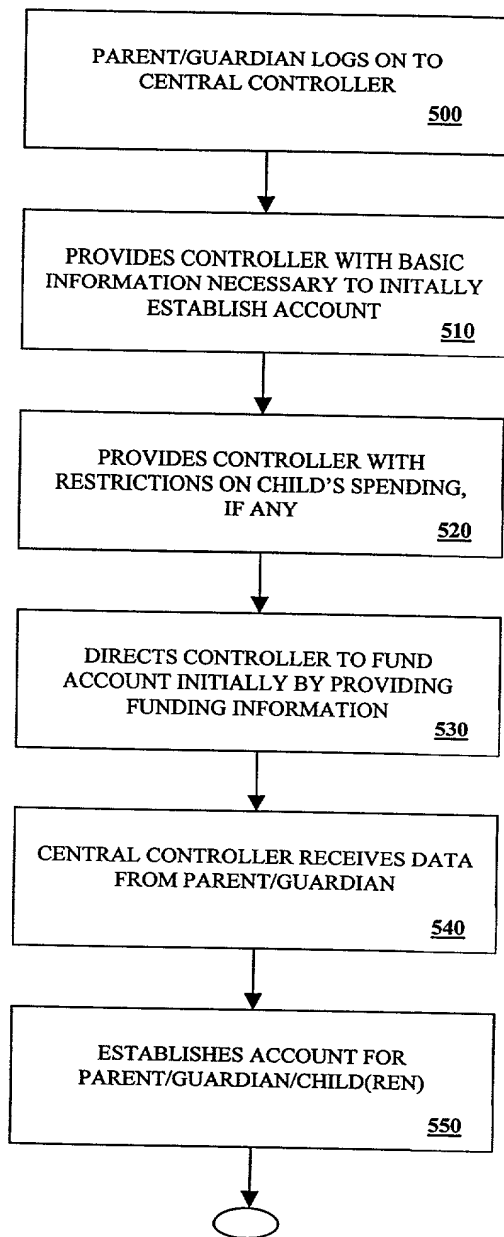 PARENT/GUARDIAN LOGS ON TO
CENTRAL CONTROLLER
500
PROVIDES CONTROLLER WITH BASIC
INFORMATION NECESSARY TO INITALLY
ESTABLISH ACCOUNT
510
PROVIDES CONTROLLER WITH
RESTRICTIONS ON CHILD'S SPENDING,
IF ANY
520
DIRECTS CONTROLLER TO FUND
ACCOUNT INITIALLY BY PROVIDING
FUNDING INFORMATION
530
CENTRAL CONTROLLER RECEIVES DATA
FROM PARENT/GUARDIAN
540
ESTABLISHES ACCOUNT FOR
PARENT/GUARDIAN/CHILD(REN)
550